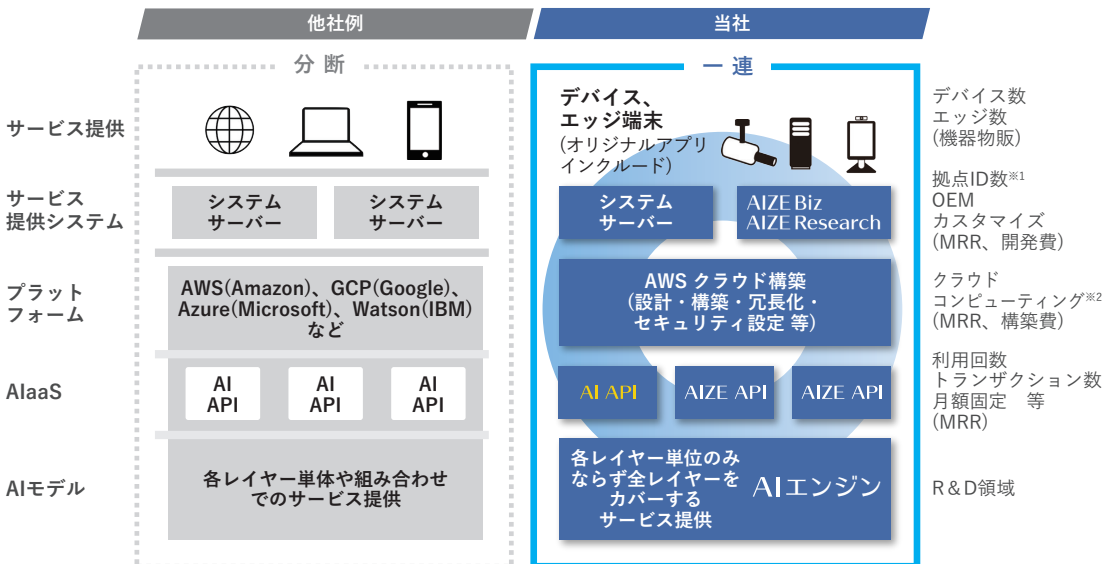 他社例
当社
分断
一連
サービス提供
デバイス、
エッジ端末
(オリジナルアプリ
インクルード)
デバイス数
エッジ数
(機器物販)
サービス
提供システム
システム
サーバー
システム
サーバー
システム
サーバー
AIZE Biz
AIZE Research
拠点ID数※1
OEM
カスタマイズ
(MRR、開発費)
プラット
フォーム
AWS(Amazon)、GCP(Google)、
Azure(Microsoft)、Watson(IBM)
など
AWS クラウド構築
(設計・構築・冗長化・
セキュリティ設定 等)
クラウド
コンピューティング※2
(MRR、構築費)
AIaaS
AI
API
AI
API
AI
API
AI API
AIZE API
AIZE API
利用回数
トランザクション数
月額固定 等
(MRR)
AIモデル
各レイヤー単体や組み合わせ
でのサービス提供
各レイヤー単位のみ
ならず全レイヤーを
カバーする
サービス提供
AIエンジン
R&D領域